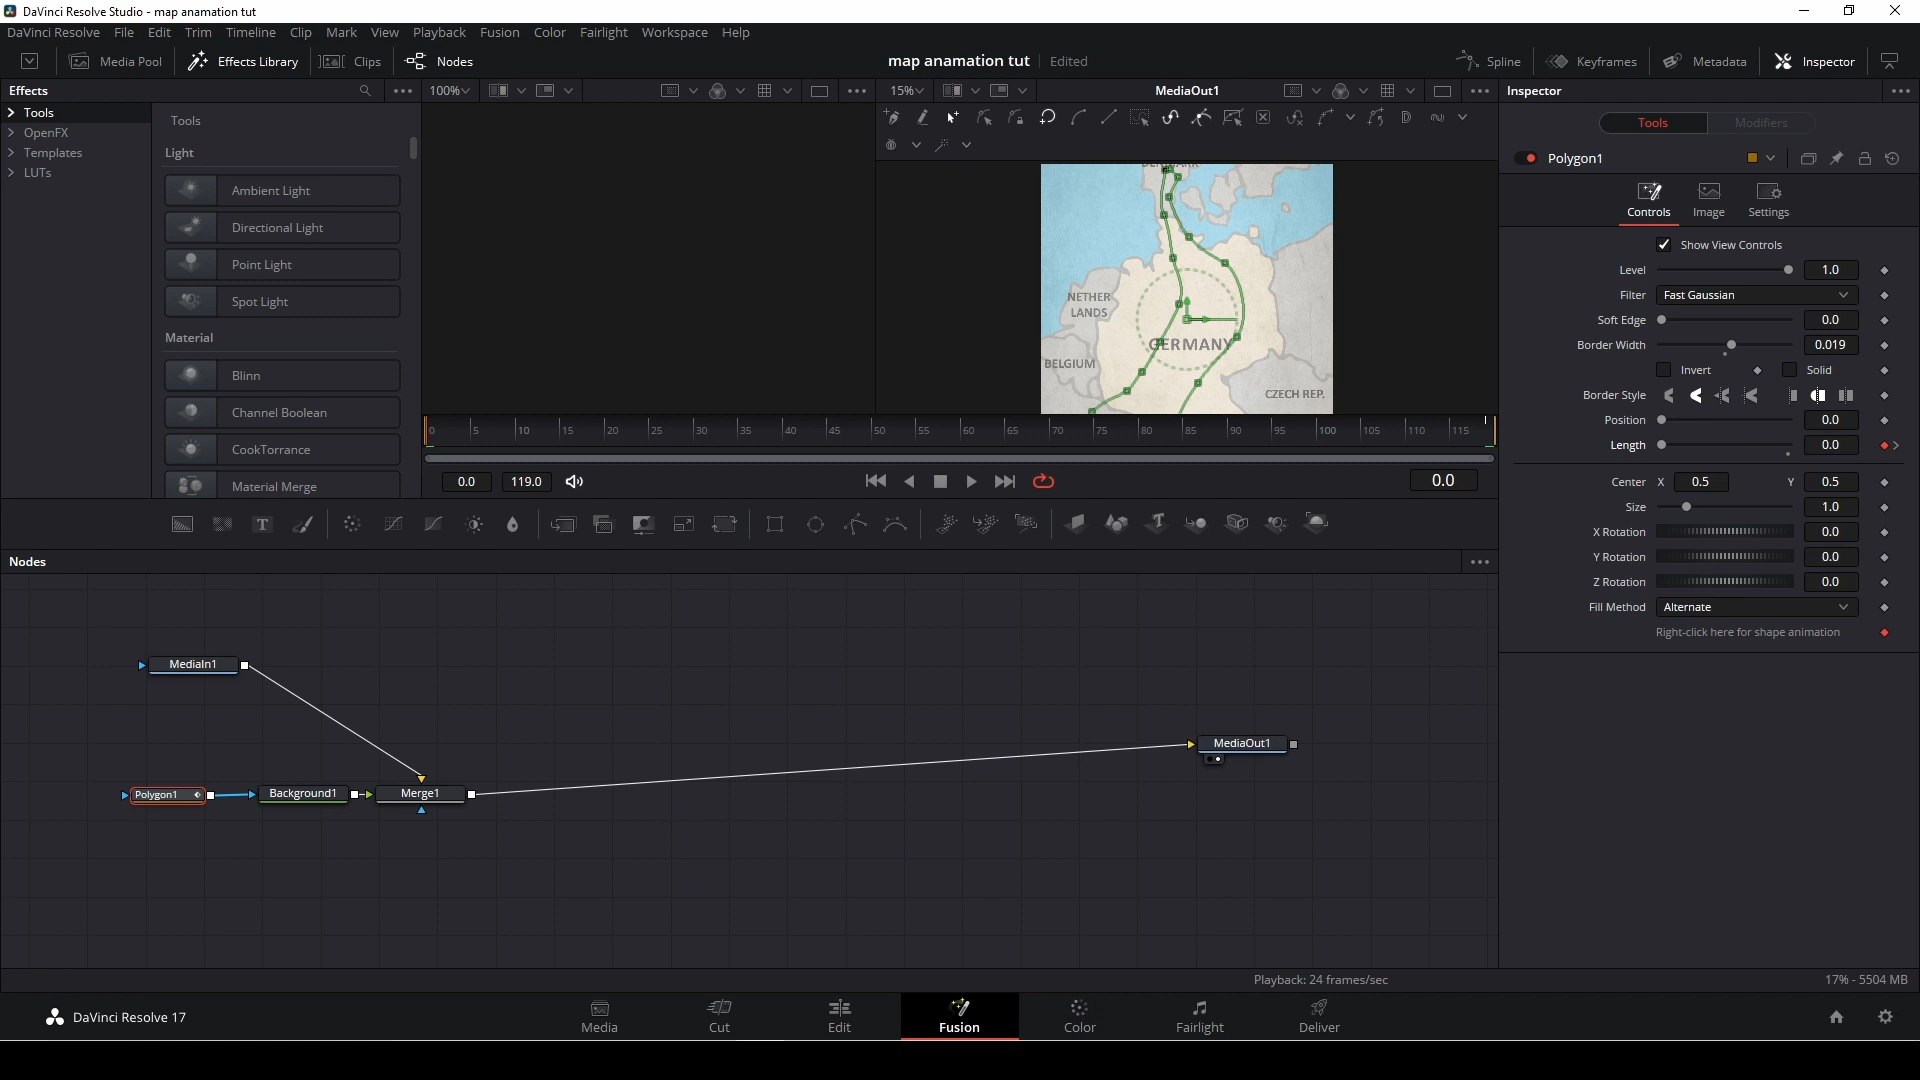 DaVinci Resolve Studio - map anamation tut
DaVinci Resolve File Edit Trim Timeline Clip Mark View Playback Fusion Color Fairlight Workspace Help
Media Pool Effects Library Clips Nodes map anamation tut Edited Spline Keyframes Metadata Inspector
Effects 100% 15% MediaOut1 Inspector
Tools
OpenFX
Templates
LUTs
Tools
Light
Ambient Light
Directional Light
Point Light
Spot Light
Material
Blinn
Channel Boolean
CookTorrance
Material Merge
DENMARK
NETHER
LANDS
GERMANY
BELGIUM
CZECH REP.
0 5 10 15 20 25 30 35 40 45 50 55 60 65 70 75 80 85 90 95 100 105 110 115
0.0 119.0 0.0
Tools Modifiers
Polygon1
Controls Image Settings
Show View Controls
Level 1.0
Filter Fast Gaussian
Soft Edge 0.0
Border Width 0.019
Invert Solid
Border Style
Position 0.0
Length 0.0
Center X 0.5 Y 0.5
Size 1.0
X Rotation 0.0
Y Rotation 0.0
Z Rotation 0.0
Fill Method Alternate
Right-click here for shape animation
Nodes
MediaIn1
MediaOut1
Polygon1 Background1 Merge1
Playback: 24 frames/sec 17% - 5504 MB
DaVinci Resolve 17 Media Cut Edit Fusion Color Fairlight Deliver